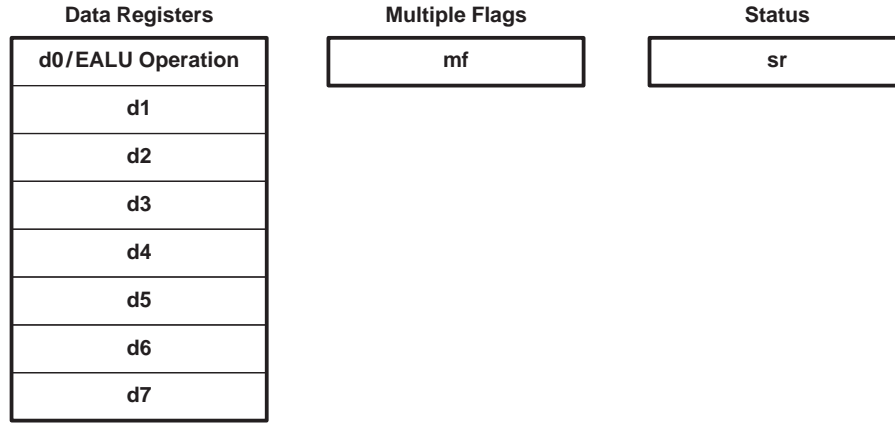 Data Registers
Multiple Flags
Status
d0/EALU Operation
mf
sr
d1
d2
d3
d4
d5
d6
d7